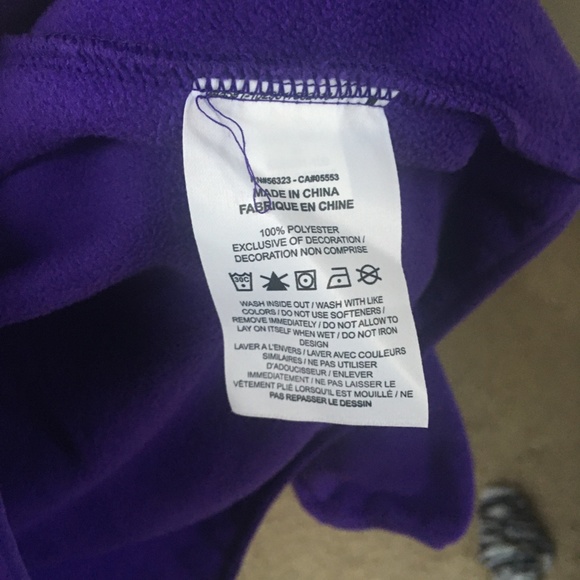 RN#56323 - CA#05553
MADE IN CHINA
FABRIQUE EN CHINE
100% POLYESTER
EXCLUSIVE OF DECORATION /
DECORATION NON COMPRISE
30C
WASH INSIDE OUT / WASH WITH LIKE
COLORS / DO NOT USE SOFTENERS /
REMOVE IMMEDIATELY / DO NOT ALLOW TO
LAY ON ITSELF WHEN WET / DO NOT IRON
DESIGN
LAVER A L'ENVERS / LAVER AVEC COULEURS
SIMILAIRES / NE PAS UTILISER
D'ADOUCISSEUR / ENLEVER
IMMÉDIATEMENT / NE PAS LAISSER LE
VÊTEMENT PLIÉ LORSQU'IL EST MOUILLÉ / NE
PAS REPASSER LE DESSIN